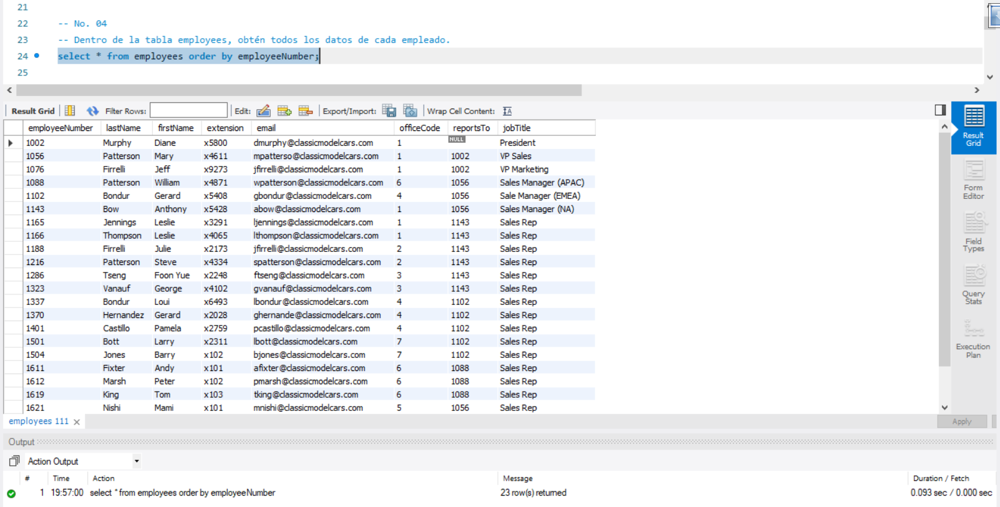 21
22 -- No. 04
23 -- Dentro de la tabla employees, obtén todos los datos de cada empleado.
24 select * from employees order by employeeNumber;
25
Result Grid Filter Rows: Edit: Export/Import: Wrap Cell Content:
employeeNumber lastName firstName extension email officeCode reportsTo jobTitle
1002 Murphy Diane x5800 dmurphy@classicmodelcars.com 1 NULL President
1056 Patterson Mary x4611 mpatterso@classicmodelcars.com 1 1002 VP Sales
1076 Firrelli Jeff x9273 jfirrelli@classicmodelcars.com 1 1002 VP Marketing
1088 Patterson William x4871 wpatterson@classicmodelcars.com 6 1056 Sales Manager (APAC)
1102 Bondur Gerard x5408 gbondur@classicmodelcars.com 4 1056 Sale Manager (EMEA)
1143 Bow Anthony x5428 abow@classicmodelcars.com 1 1056 Sales Manager (NA)
1165 Jennings Leslie x3291 ljennings@classicmodelcars.com 1 1143 Sales Rep
1166 Thompson Leslie x4065 lthompson@classicmodelcars.com 1 1143 Sales Rep
1188 Firrelli Julie x2173 jfirrelli@classicmodelcars.com 2 1143 Sales Rep
1216 Patterson Steve x4334 spatterson@classicmodelcars.com 2 1143 Sales Rep
1286 Tseng Foon Yue x2248 ftseng@classicmodelcars.com 3 1143 Sales Rep
1323 Vanauf George x4102 gvanauf@classicmodelcars.com 3 1143 Sales Rep
1337 Bondur Loui x6493 lbondur@classicmodelcars.com 4 1102 Sales Rep
1370 Hernandez Gerard x2028 ghernande@classicmodelcars.com 4 1102 Sales Rep
1401 Castillo Pamela x2759 pcastillo@classicmodelcars.com 4 1102 Sales Rep
1501 Bott Larry x2311 lbott@classicmodelcars.com 7 1102 Sales Rep
1504 Jones Barry x102 bjones@classicmodelcars.com 7 1102 Sales Rep
1611 Fixter Andy x101 afixter@classicmodelcars.com 6 1088 Sales Rep
1612 Marsh Peter x102 pmarsh@classicmodelcars.com 6 1088 Sales Rep
1619 King Tom x103 tking@classicmodelcars.com 6 1088 Sales Rep
1621 Nishi Mami x101 mnishi@classicmodelcars.com 5 1056 Sales Rep
Result
Grid
Form
Editor
Field
Types
Query
Stats
Execution
Plan
employees 111 Apply
Output
Action Output
# Time Action Message Duration / Fetch
1 19:57:00 select * from employees order by employeeNumber 23 row(s) returned 0.093 sec / 0.000 sec